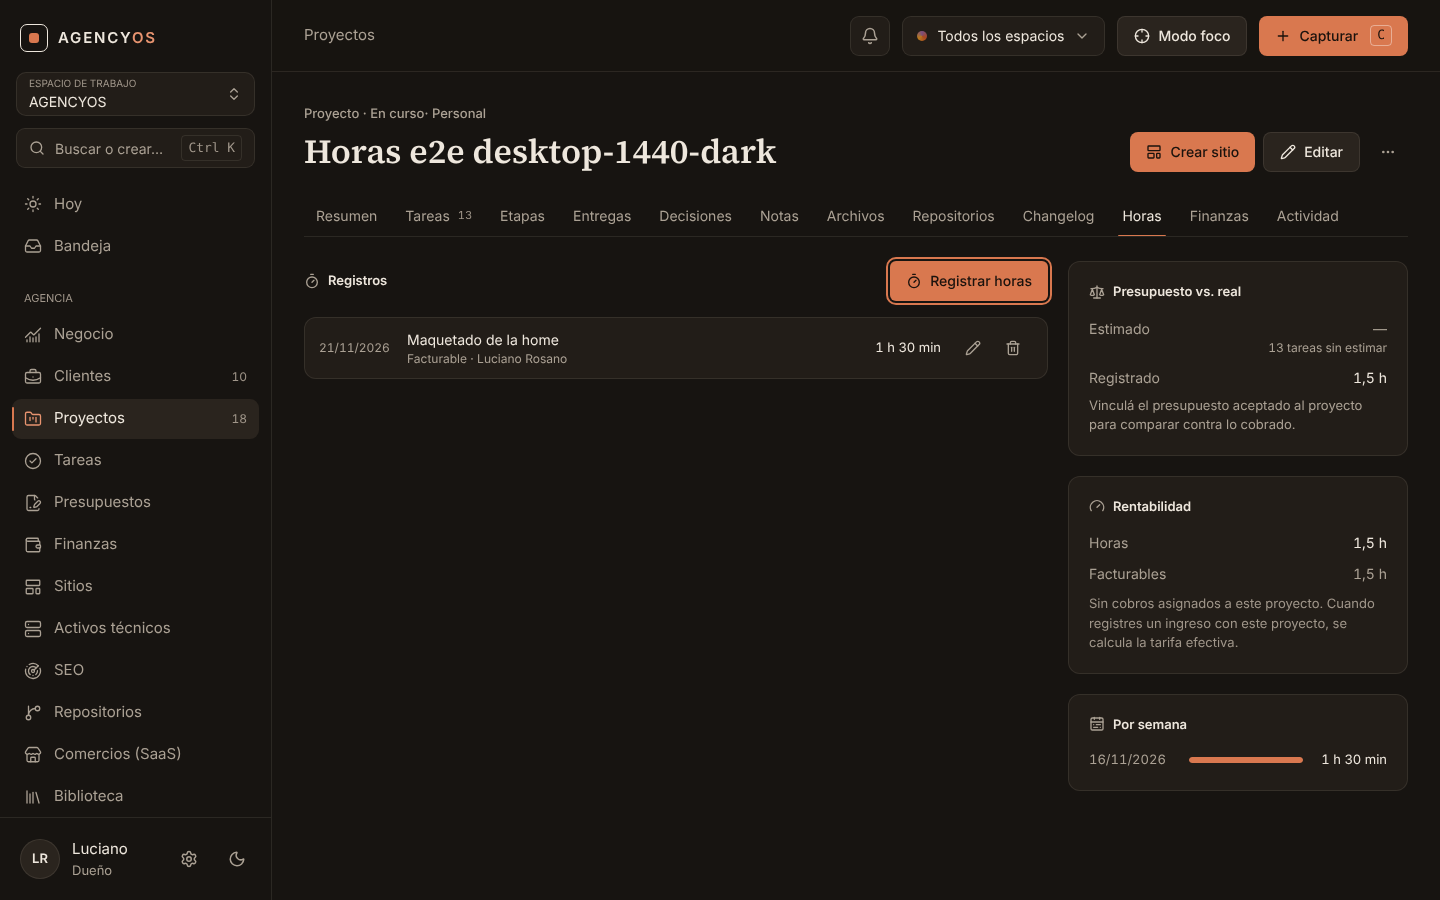 AGENCYOS
ESPACIO DE TRABAJO
AGENCYOS
Buscar o crear... Ctrl K
Hoy
Bandeja
AGENCIA
Negocio
Clientes 10
Proyectos 18
Tareas
Presupuestos
Finanzas
Sitios
Activos técnicos
SEO
Repositorios
Comercios (SaaS)
Biblioteca
LR
Luciano
Dueño
Proyectos
Todos los espacios
Modo foco
Capturar C
Proyecto · En curso· Personal
Horas e2e desktop-1440-dark
Crear sitio
Editar
Resumen Tareas 13 Etapas Entregas Decisiones Notas Archivos Repositorios Changelog Horas Finanzas Actividad
Registros
Registrar horas
21/11/2026
Maquetado de la home
Facturable · Luciano Rosano
1 h 30 min
Presupuesto vs. real
Estimado —
13 tareas sin estimar
Registrado 1,5 h
Vinculá el presupuesto aceptado al proyecto
para comparar contra lo cobrado.
Rentabilidad
Horas 1,5 h
Facturables 1,5 h
Sin cobros asignados a este proyecto. Cuando
registres un ingreso con este proyecto, se
calcula la tarifa efectiva.
Por semana
16/11/2026 1 h 30 min